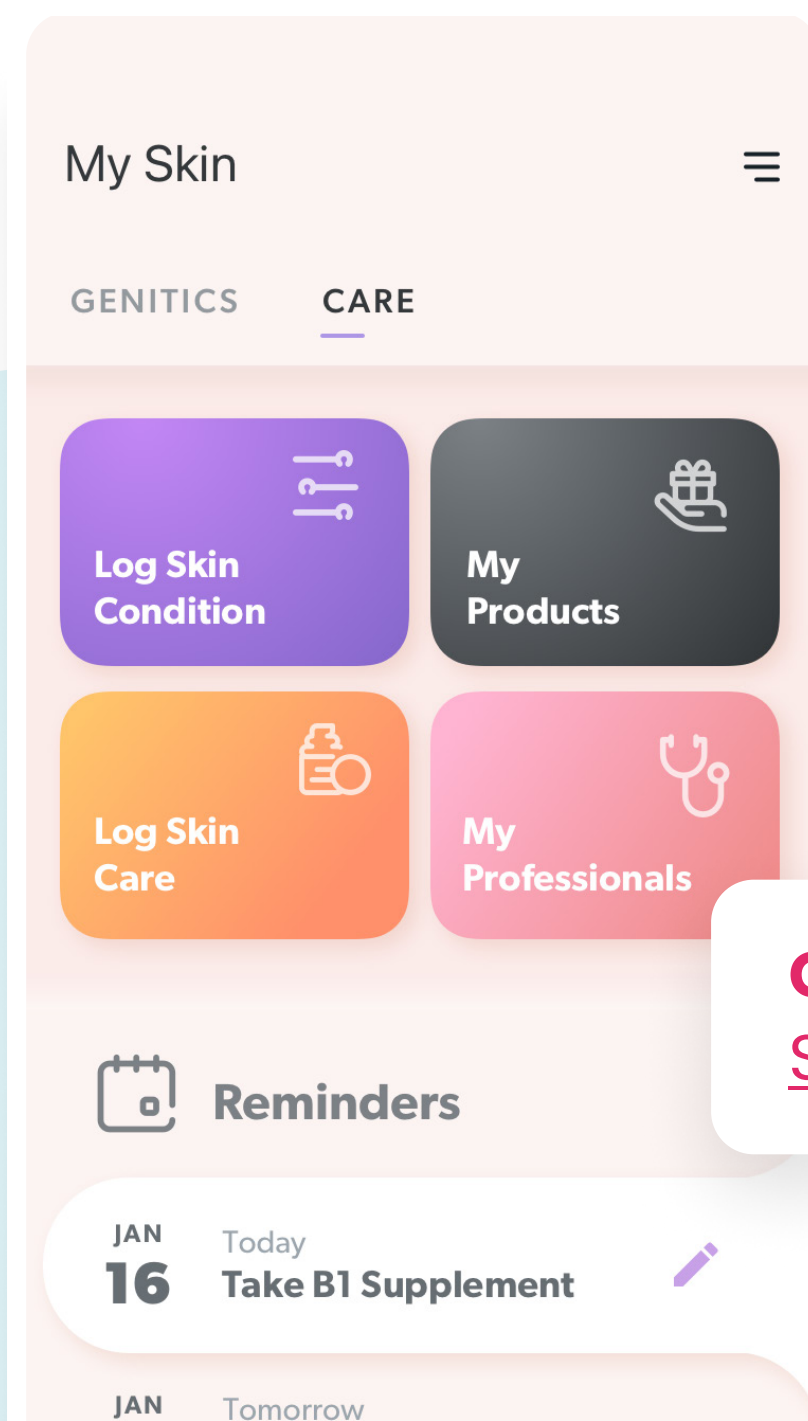 My Skin
GENITICS CARE
Log Skin
Condition
My
Products
Log Skin
Care
My
Professionals
Reminders
JAN
16
Today
Take B1 Supplement
JAN
Tomorrow